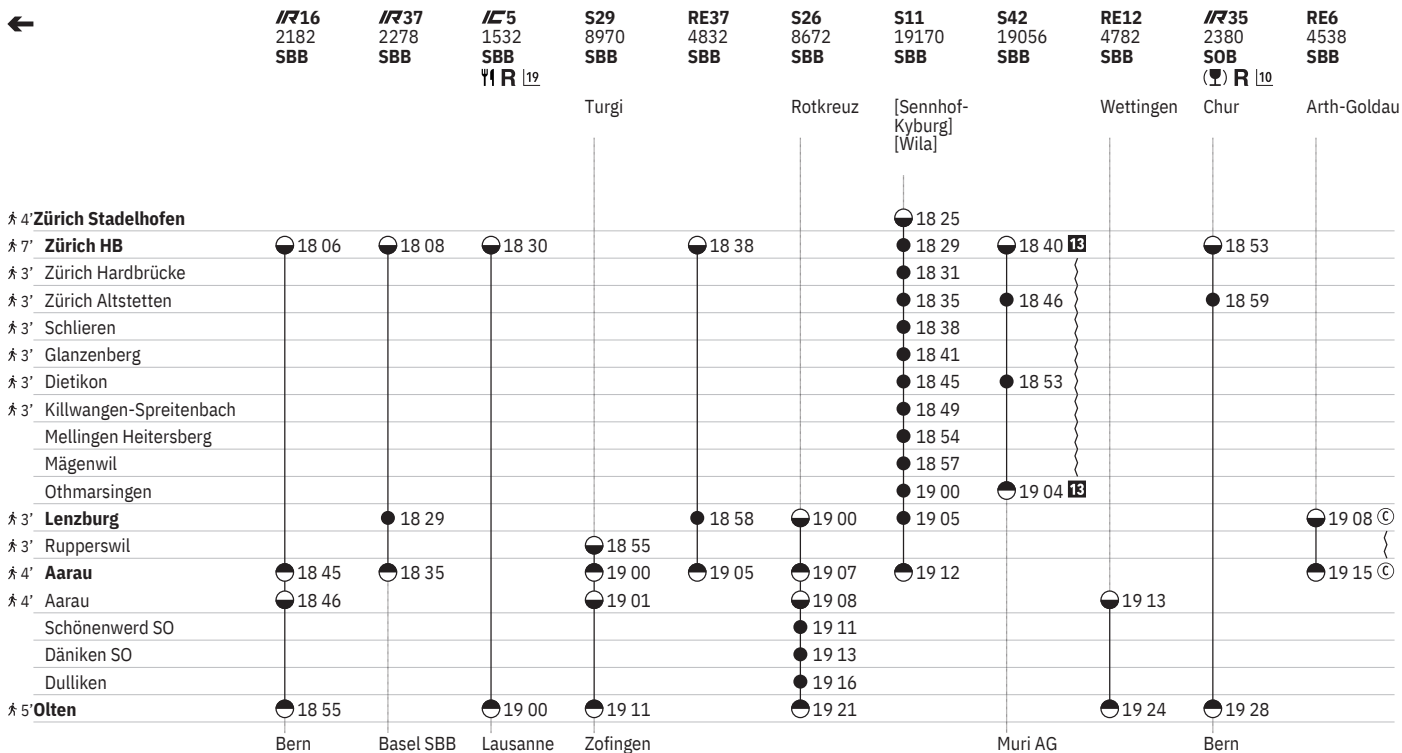 IR16 IR37 IC5 S29 RE37 S26 S11 S42 RE12 IR35 RE6
2182 2278 1532 8970 4832 8672 19170 19056 4782 2380 4538
SBB SBB SBB SBB SBB SBB SBB SBB SBB SOB SBB
R 19 R 10
Turgi Rotkreuz [Sennhof- Wettingen Chur Arth-Goldau
Kyburg]
[Wila]
4’ Zürich Stadelhofen 18 25
7’ Zürich HB 18 06 18 08 18 30 18 38 18 29 18 40 13 18 53
3’ Zürich Hardbrücke 18 31
3’ Zürich Altstetten 18 35 18 46 18 59
3’ Schlieren 18 38
3’ Glanzenberg 18 41
3’ Dietikon 18 45 18 53
3’ Killwangen-Spreitenbach 18 49
Mellingen Heitersberg 18 54
Mägenwil 18 57
Othmarsingen 19 00 19 04 13
3’ Lenzburg 18 29 18 58 19 00 19 05 19 08 C
3’ Rupperswil 18 55
4’ Aarau 18 45 18 35 19 00 19 05 19 07 19 12 19 15 C
4’ Aarau 18 46 19 01 19 08 19 13
Schönenwerd SO 19 11
Däniken SO 19 13
Dulliken 19 16
5’ Olten 18 55 19 00 19 11 19 21 19 24 19 28
Bern Basel SBB Lausanne Zofingen Muri AG Bern